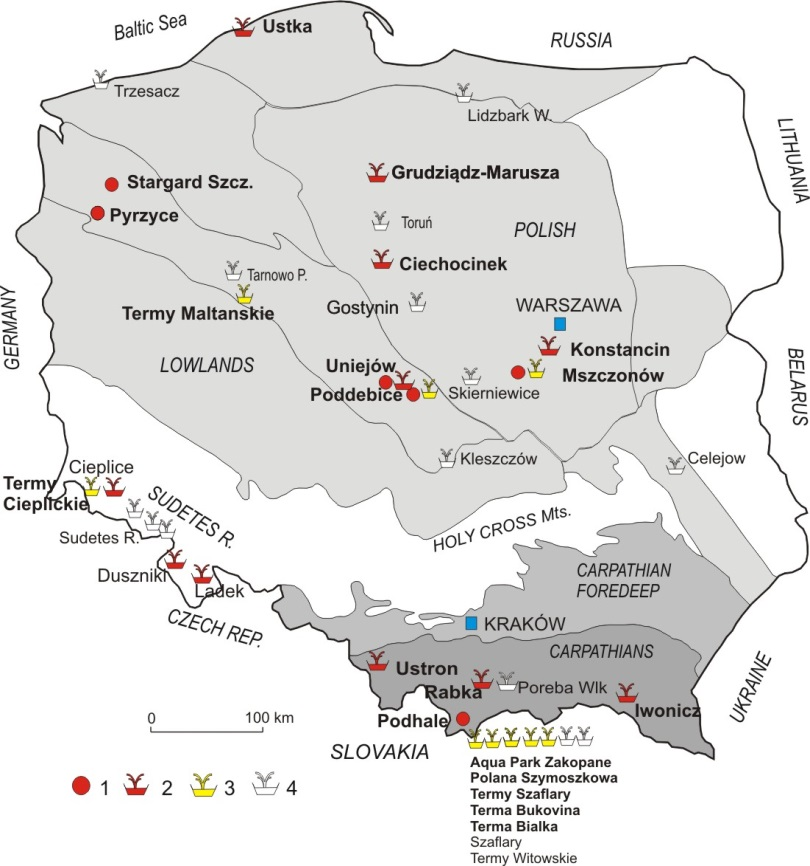 Baltic Sea
Ustka
RUSSIA
Trzesacz
Lidzbark W.
LITHUANIA
Grudziądz-Marusza
Stargard Szcz.
Pyrzyce
Toruń
POLISH
Ciechocinek
Tarnowo P.
Termy Maltanskie
Gostynin
WARSZAWA
GERMANY
LOWLANDS
Konstancin
Uniejów
Mszczonów
BELARUS
Poddebice
Skierniewice
Kleszczów
Celejow
Cieplice
Termy
Cieplickie
SUDETES R.
HOLY CROSS Mts.
Sudetes R.
Duszniki
Ladek
CARPATHIAN
FOREDEEP
CZECH REP.
KRAKÓW
CARPATHIANS
Ustron
Rabka
Poreba Wlk
Iwonicz
UKRAINE
Podhale
0 100 km
SLOVAKIA
Aqua Park Zakopane
Polana Szymoszkowa
Termy Szaflary
Terma Bukovina
Terma Bialka
Szaflary
Termy Witowskie
1 2 3 4